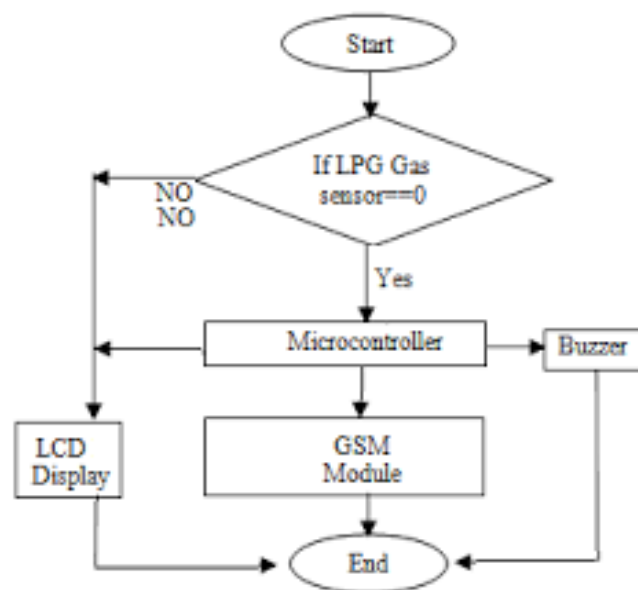 Start
If LPG Gas
sensor==0
NO
NO
Yes
Microcontroller
Buzzer
LCD
Display
GSM
Module
End